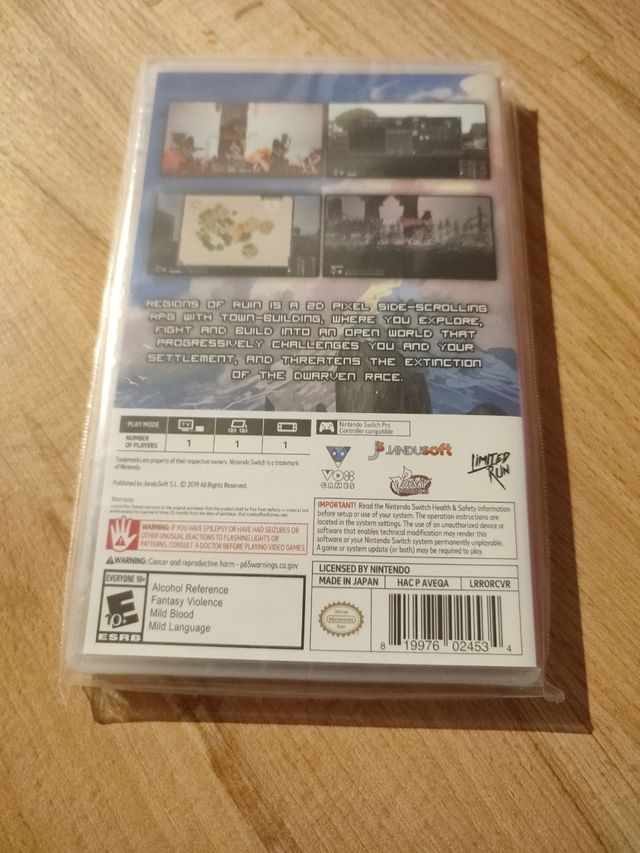 REGIONS OF RUIN IS A 2D PIXEL SIDE-SCROLLING
RPG WITH TOWN-BUILDING, WHERE YOU EXPLORE,
FIGHT AND BUILD INTO AN OPEN WORLD THAT
PROGRESSIVELY CHALLENGES YOU AND YOUR
SETTLEMENT, AND THREATENS THE EXTINCTION
OF THE DWARVEN RACE.
PLAY MODE
NUMBER
OF PLAYERS
1
1
1
Nintendo Switch Pro
Controller compatible
Trademarks are property of their respective owners. Nintendo Switch is a trademark
of Nintendo.
Published by JanduSoft S.L. © 2019 All Rights Reserved.
Warranty
VOX
GAMES
JS JANDUSOFT
LIMITED
RUN
WARNING: IF YOU HAVE EPILEPSY OR HAVE HAD SEIZURES OR
OTHER UNUSUAL REACTIONS TO FLASHING LIGHTS OR
PATTERNS, CONSULT A DOCTOR BEFORE PLAYING VIDEO GAMES.
WARNING: Cancer and reproductive harm - p65warnings.ca.gov
IMPORTANT! Read the Nintendo Switch Health & Safety Information
before setup or use of your system. The operation instructions are
located in the system settings. The use of an unauthorized device or
software that enables technical modification may render this
software or your Nintendo Switch system permanently unplayable.
A game or system update (or both) may be required to play.
EVERYONE 10+
E
10+
ESRB
Alcohol Reference
Fantasy Violence
Mild Blood
Mild Language
LICENSED BY NINTENDO
MADE IN JAPAN HAC P AVEQA LRRORCVR
Official
Nintendo
Seal
8 19976 02453 4